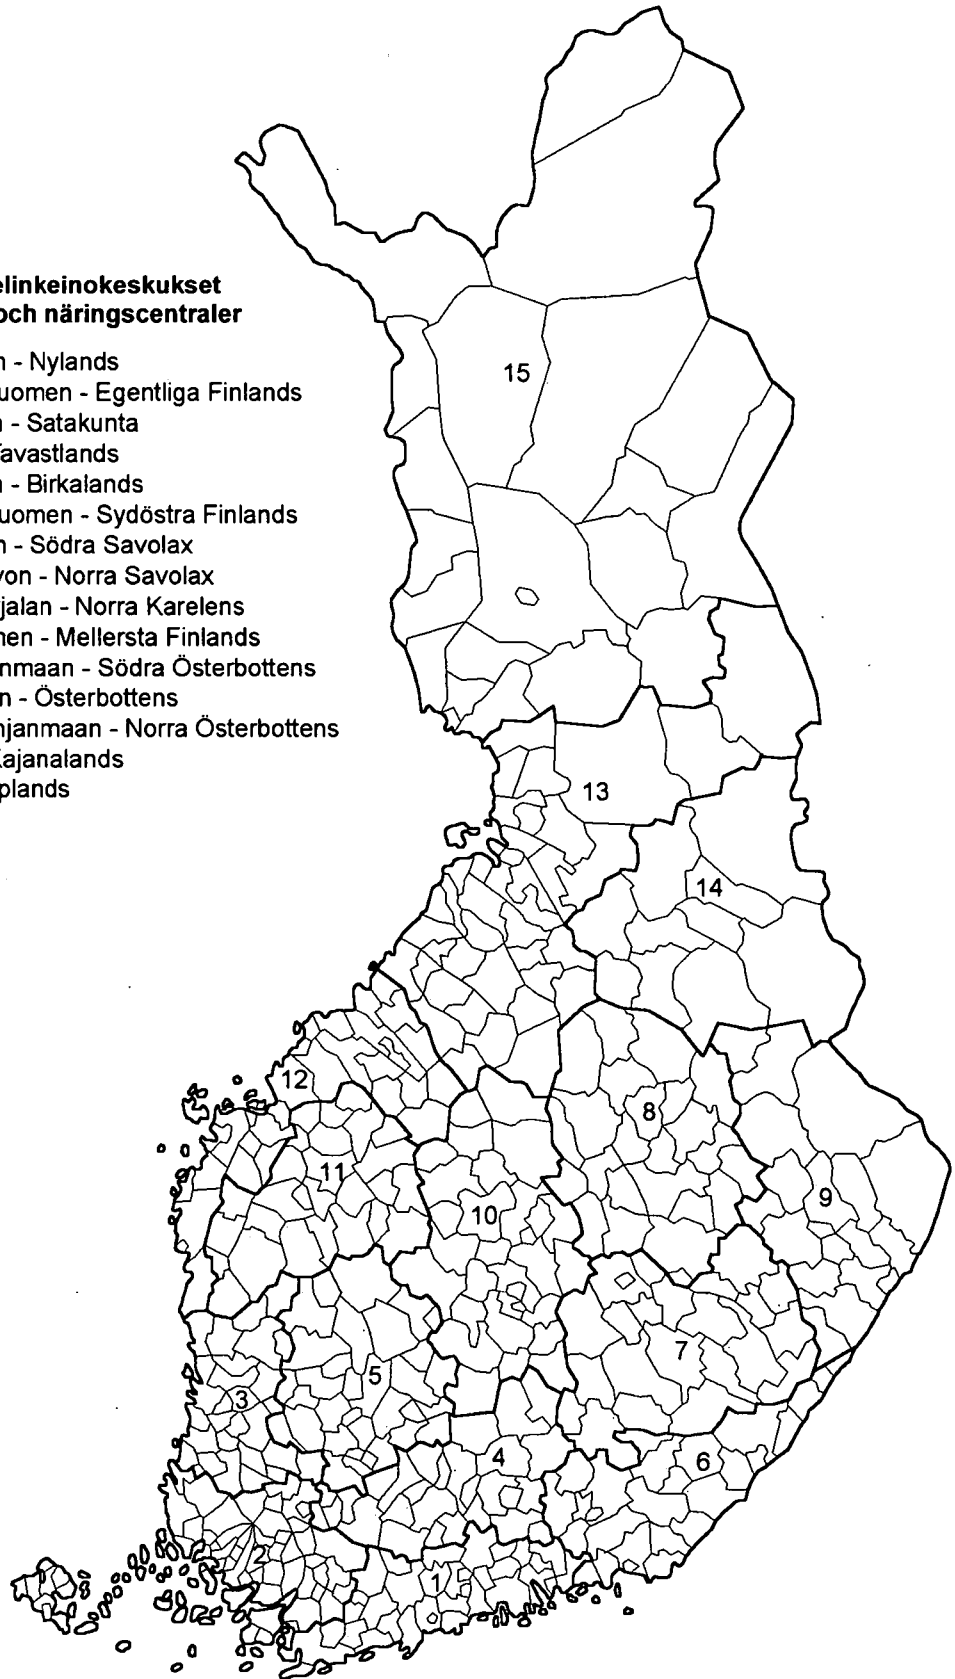 elinkeinokeskukset
och näringscentraler
n - Nylands
uomen - Egentliga Finlands
n - Satakunta
avastlands
n - Birkalands
uomen - Sydöstra Finlands
n - Södra Savolax
von - Norra Savolax
jalan - Norra Karelens
nen - Mellersta Finlands
nmaan - Södra Österbottens
n - Österbottens
njanmaan - Norra Österbottens
Kajanalands
plands
15
13
14
12
8
11
9
10
7
5
3
4
6
2
1